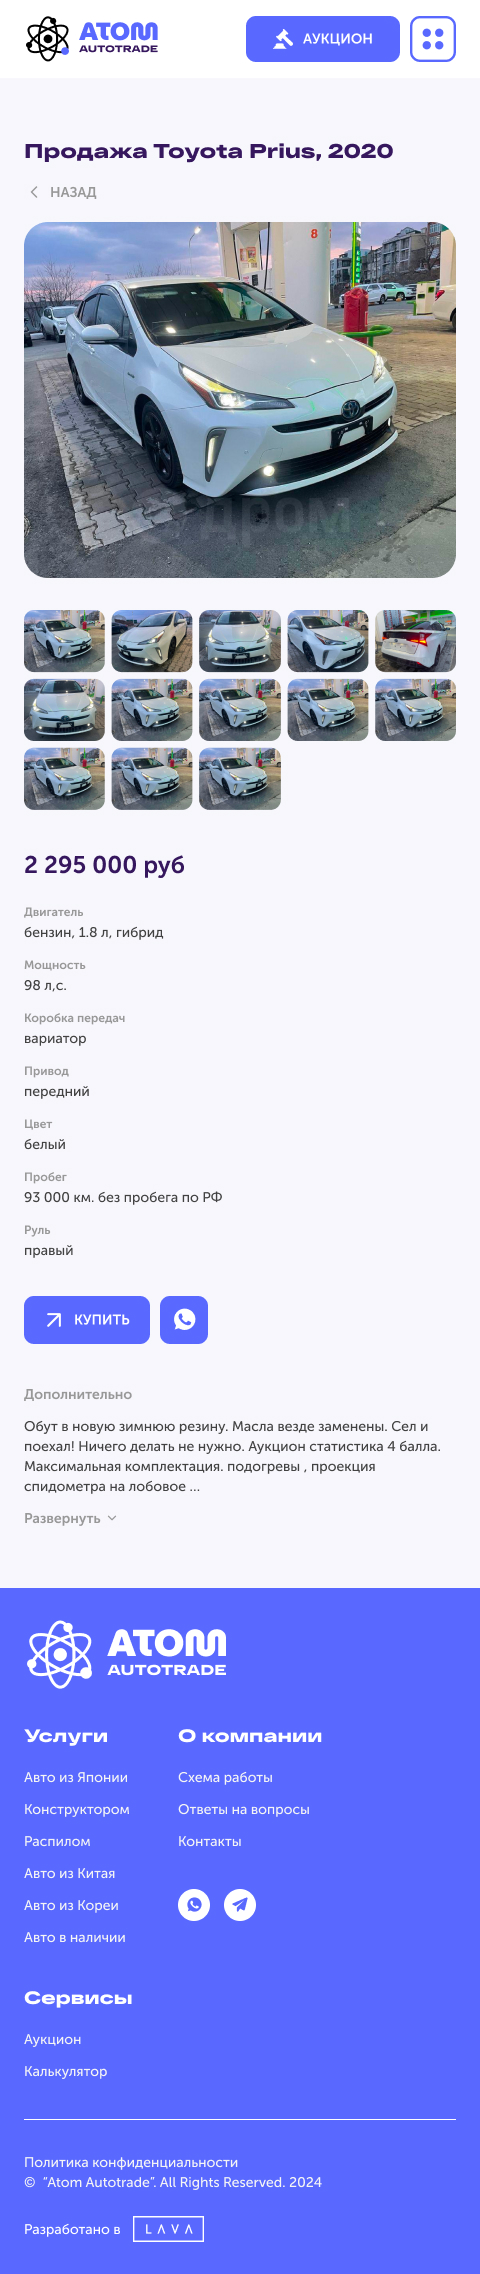 ATOM
AUTOTRADE
АУКЦИОН
Продажа Toyota Prius, 2020
НАЗАД
8
дром
2 295 000 руб
Двигатель
бензин, 1.8 л, гибрид
Мощность
98 л,с.
Коробка передач
вариатор
Привод
передний
Цвет
белый
Пробег
93 000 км. без пробега по РФ
Руль
правый
КУПИТЬ
Дополнительно
Обут в новую зимнюю резину. Масла везде заменены. Сел и
поехал! Ничего делать не нужно. Аукцион статистика 4 балла.
Максимальная комплектация. подогревы , проекция
спидометра на лобовое ...
Развернуть
ATOM
AUTOTRADE
Услуги
Авто из Японии
Конструктором
Распилом
Авто из Китая
Авто из Кореи
Авто в наличии
О компании
Схема работы
Ответы на вопросы
Контакты
Сервисы
Аукцион
Калькулятор
Политика конфиденциальности
© “Atom Autotrade”. All Rights Reserved. 2024
Разработано в LAVA